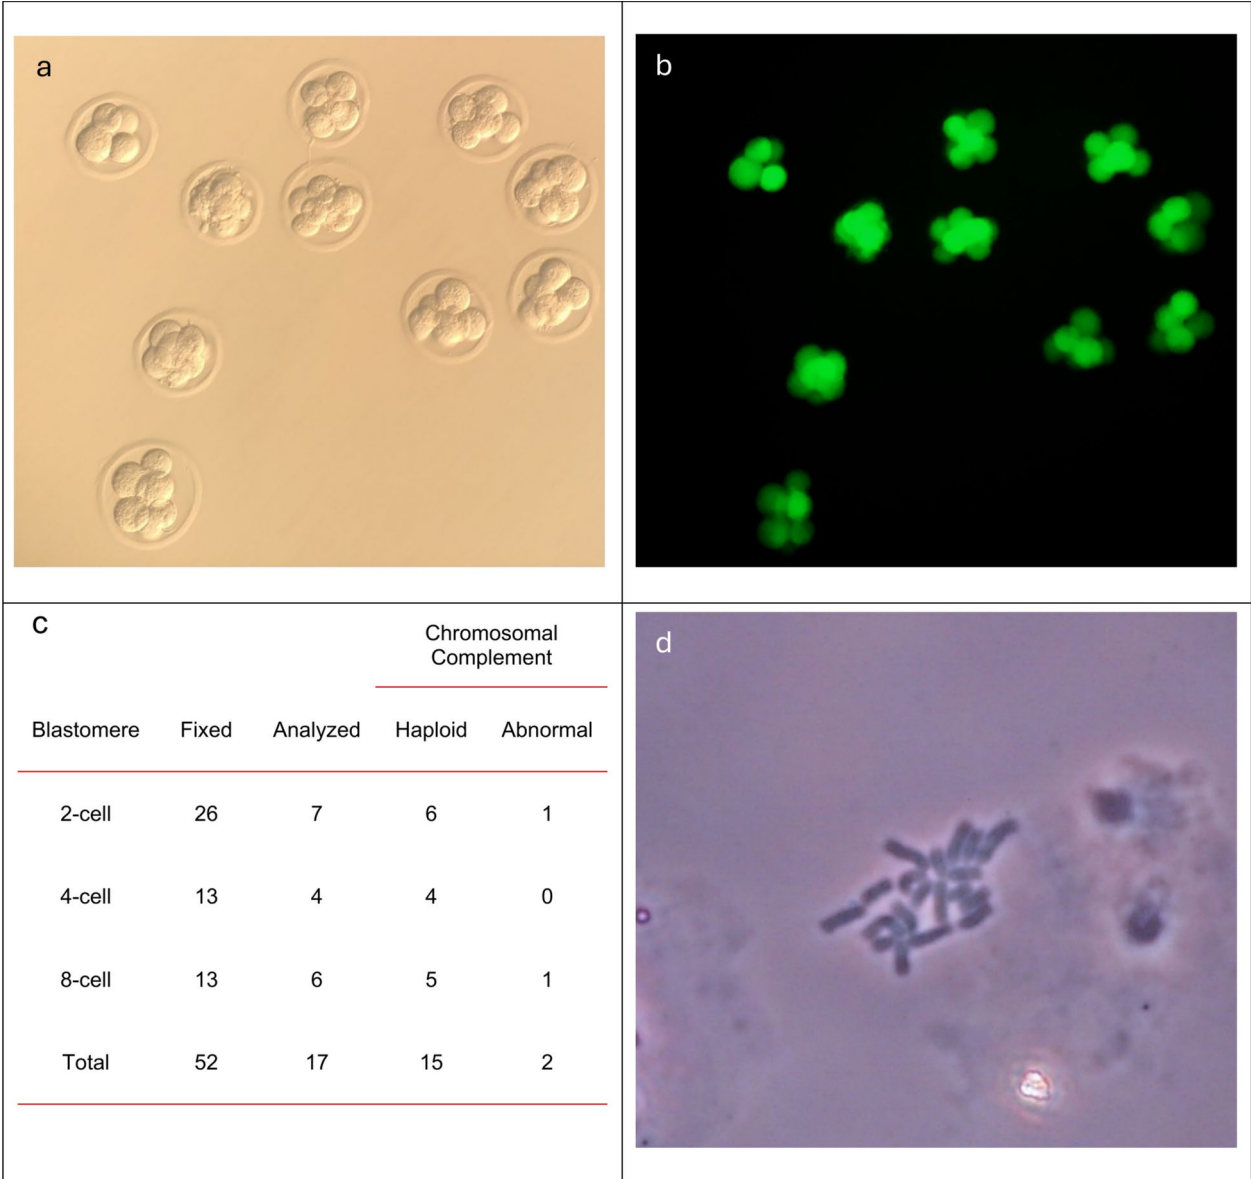 a
b
c
Chromosomal
Complement
Blastomere Fixed Analyzed Haploid Abnormal
2-cell 26 7 6 1
4-cell 13 4 4 0
8-cell 13 6 5 1
Total 52 17 15 2
d